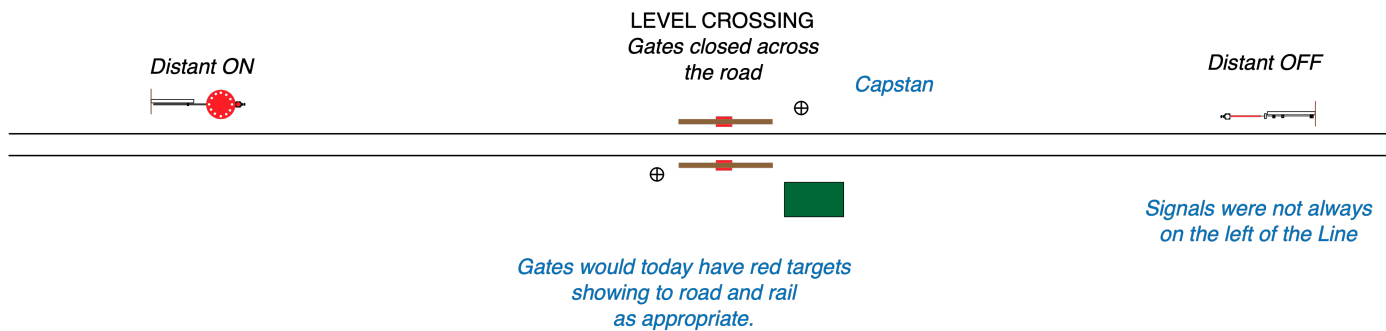 LEVEL CROSSING
Gates closed across
the road
Distant ON
Distant OFF
Capstan
Signals were not always
on the left of the Line
Gates would today have red targets
showing to road and rail
as appropriate.